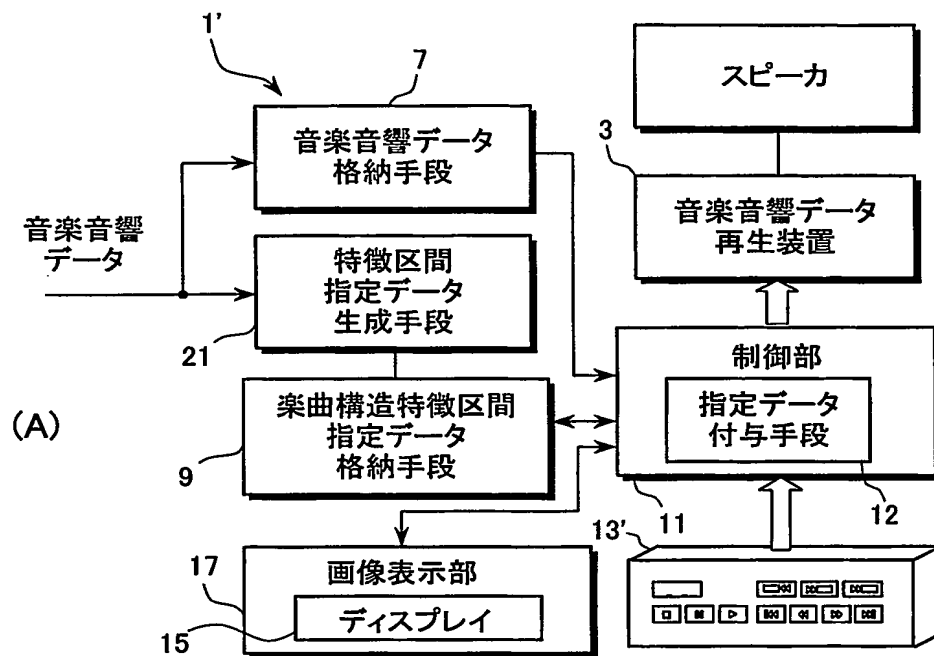 1'
7
スピーカ
音楽音響データ
格納手段
3
音楽音響データ
再生装置
音楽音響
データ
特徴区間
指定データ
生成手段
21
制御部
指定データ
付与手段
(A)
楽曲構造特徴区間
指定データ
格納手段
9
11
12
13'
17
画像表示部
15
ディスプレイ